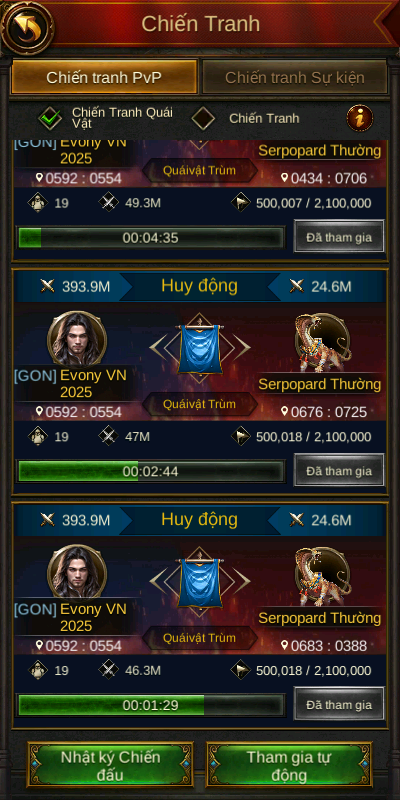 Chiến Tranh
Chiến tranh PvP
Chiến tranh Sự kiện
Chiến Tranh Quái
Vật
Chiến Tranh
[GON] Evony VN
2025
Serpopard Thường
Quáivật Trùm
0592 : 0554
0434 : 0706
19
49.3M
500,007 / 2,100,000
00:04:35
Đã tham gia
393.9M
Huy động
24.6M
[GON] Evony VN
2025
Serpopard Thường
Quáivật Trùm
0592 : 0554
0676 : 0725
19
47M
500,018 / 2,100,000
00:02:44
Đã tham gia
393.9M
Huy động
24.6M
[GON] Evony VN
2025
Serpopard Thường
Quáivật Trùm
0592 : 0554
0683 : 0388
19
46.3M
500,018 / 2,100,000
00:01:29
Đã tham gia
Nhật ký Chiến
đấu
Tham gia tự
động